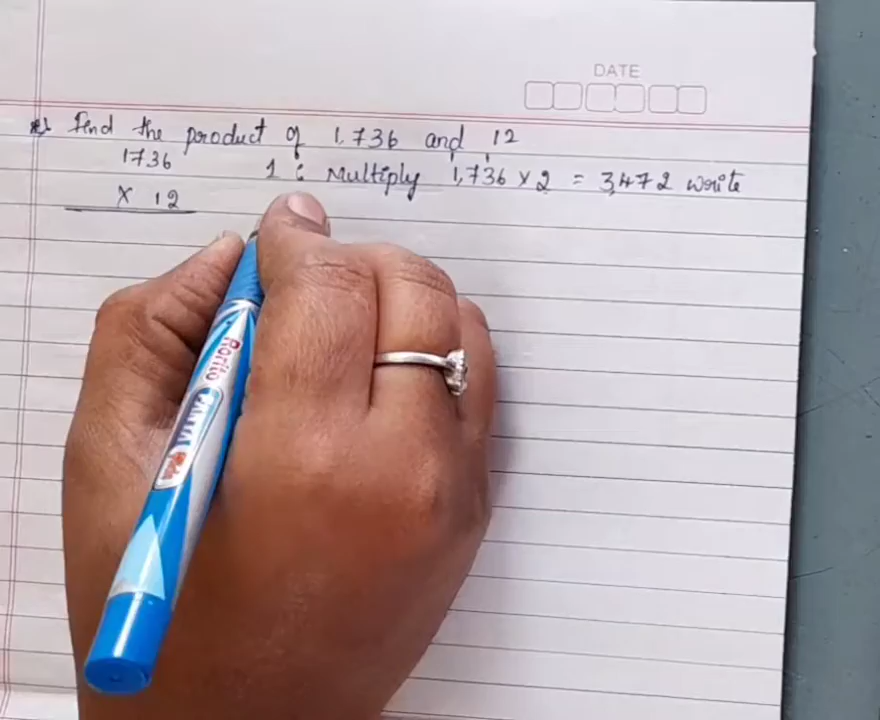 DATE
Find the product of 1,736 and 12
1736 1 : Multiply 1,736 x 2 = 3,472 write
x 12
Rorito